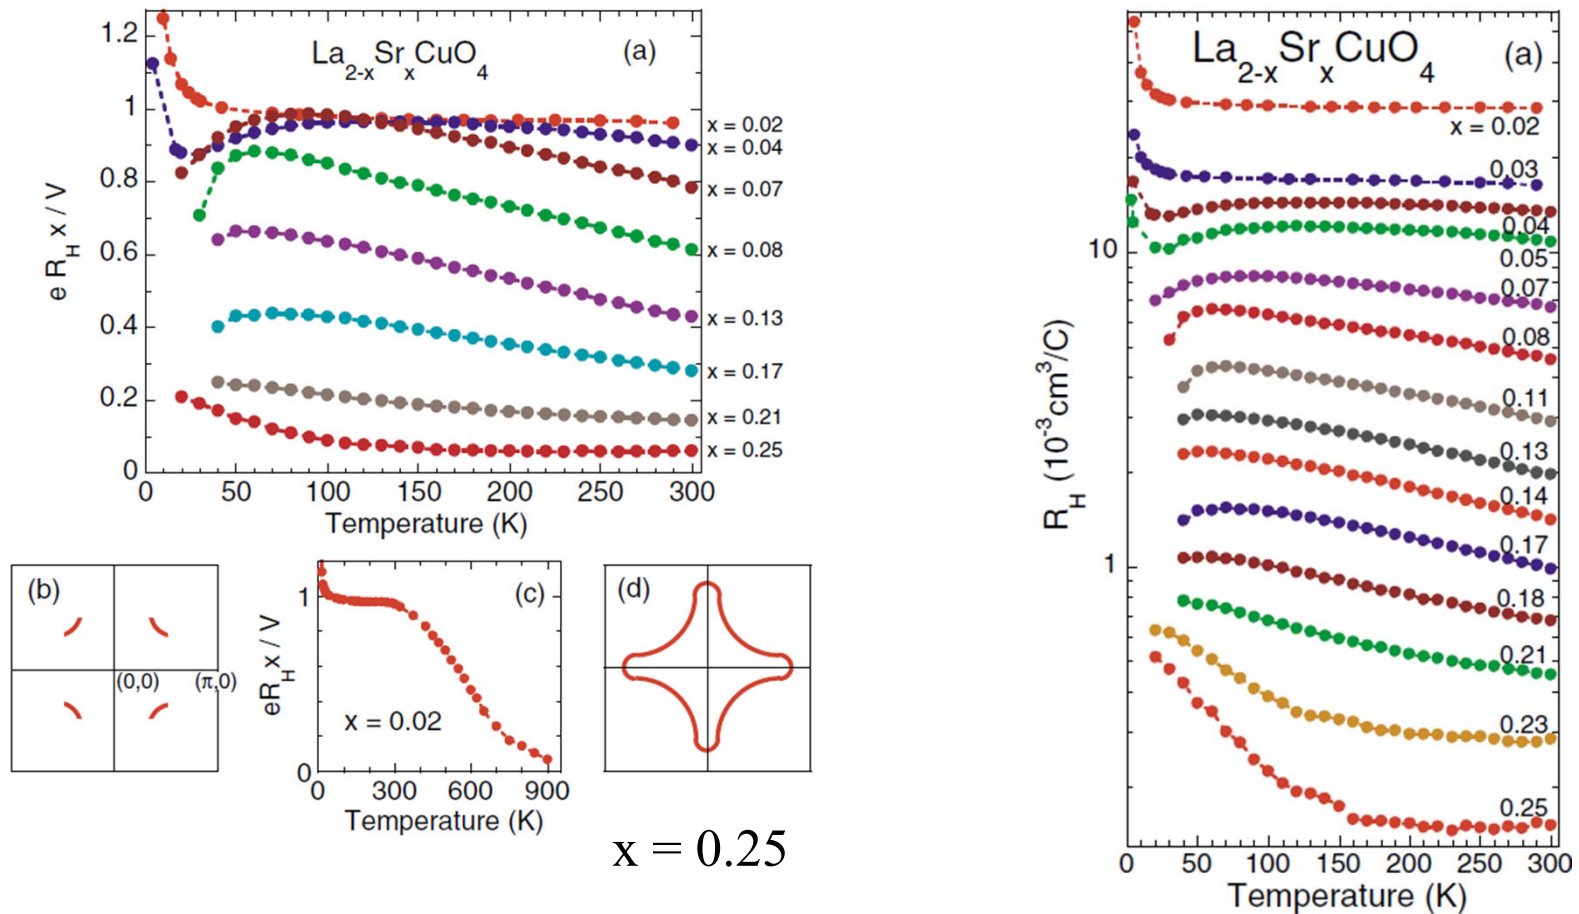 La2-xSrxCuO4
(a)
1.2
1
0.8
0.6
0.4
0.2
0
e RH x / V
x = 0.02
x = 0.04
x = 0.07
x = 0.08
x = 0.13
x = 0.17
x = 0.21
x = 0.25
0 50 100 150 200 250 300
Temperature (K)
(b)
(0,0)
(π,0)
(c)
1
0
eRH x / V
x = 0.02
0 300 600 900
Temperature (K)
(d)
x = 0.25
La2-xSrxCuO4
(a)
10
1
RH (10-3cm3/C)
x = 0.02
0.03
0.04
0.05
0.07
0.08
0.11
0.13
0.14
0.17
0.18
0.21
0.23
0.25
0 50 100 150 200 250 300
Temperature (K)